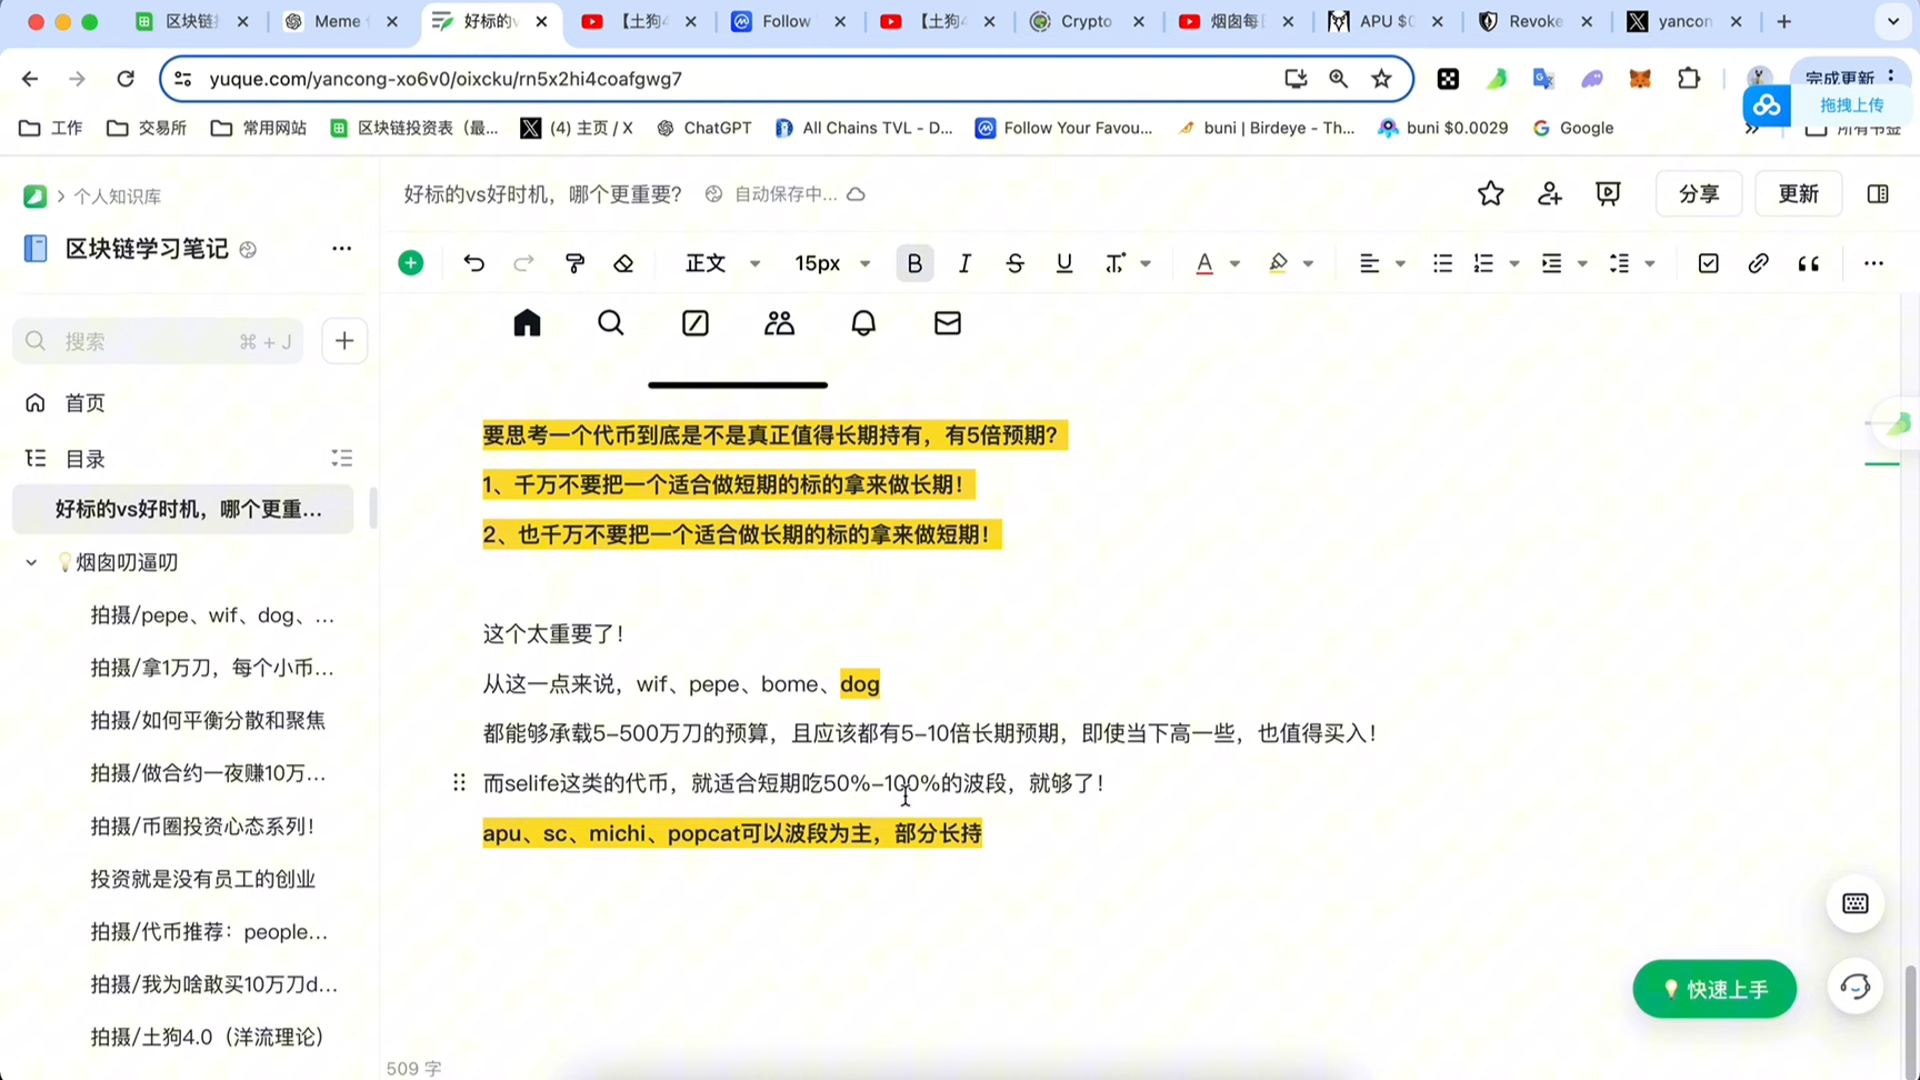 区块链
Meme
好标的v
【土狗4
Follow
【土狗4
Crypto
烟囱每
APU $0
Revoke
yancon
yuque.com/yancong-xo6v0/oixcku/rn5x2hi4coafgwg7
完成更新
拖拽上传
工作
交易所
常用网站
区块链投资表（最...
(4) 主页 / X
ChatGPT
All Chains TVL - D...
Follow Your Favou...
buni | Birdeye - Th...
buni $0.0029
Google
所有书签
个人知识库
好标的vs好时机，哪个更重要?
自动保存中...
分享
更新
区块链学习笔记
正文
15px
搜索
⌘ + J
首页
目录
好标的vs好时机，哪个更重...
烟囱叨逼叨
拍摄/pepe、wif、dog、...
拍摄/拿1万刀，每个小币...
拍摄/如何平衡分散和聚焦
拍摄/做合约一夜赚10万...
拍摄/币圈投资心态系列！
投资就是没有员工的创业
拍摄/代币推荐：people...
拍摄/我为啥敢买10万刀d...
拍摄/土狗4.0（洋流理论）
要思考一个代币到底是不是真正值得长期持有，有5倍预期?
1、千万不要把一个适合做短期的标的拿来做长期！
2、也千万不要把一个适合做长期的标的拿来做短期！
这个太重要了！
从这一点来说，wif、pepe、bome、dog
都能够承载5-500万刀的预算，且应该都有5-10倍长期预期，即使当下高一些，也值得买入！
而selife这类的代币，就适合短期吃50%-100%的波段，就够了！
apu、sc、michi、popcat可以波段为主，部分长持
快速上手
509 字